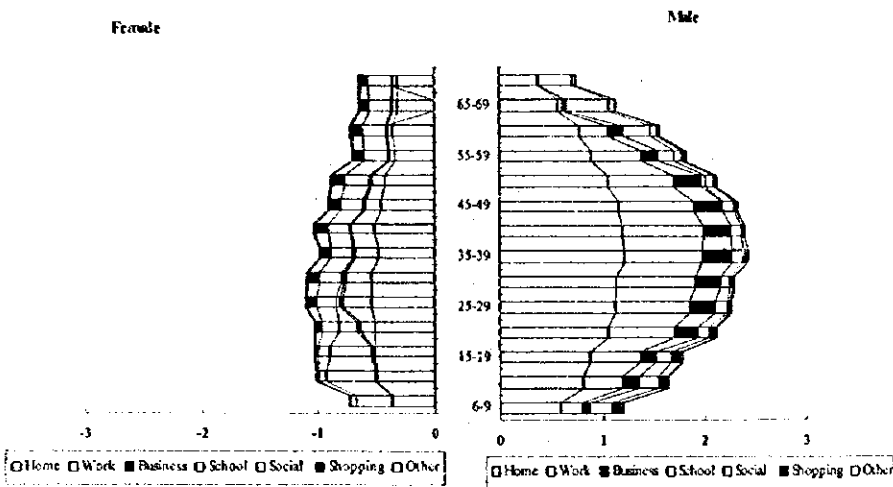 Female
Male
65-69
55-59
45-49
35-39
25-29
15-19
6-9
-3 -2 -1 0
0 1 2 3
Home Work Business School Social Shopping Other
Home Work Business School Social Shopping Other